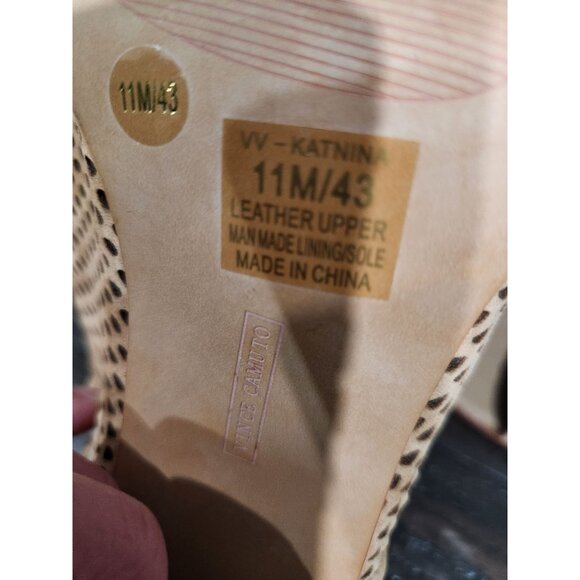 11M/43
VV - KATNINA
11M/43
LEATHER UPPER
MAN MADE LINING/SOLE
MADE IN CHINA
VINCE CAMUTO